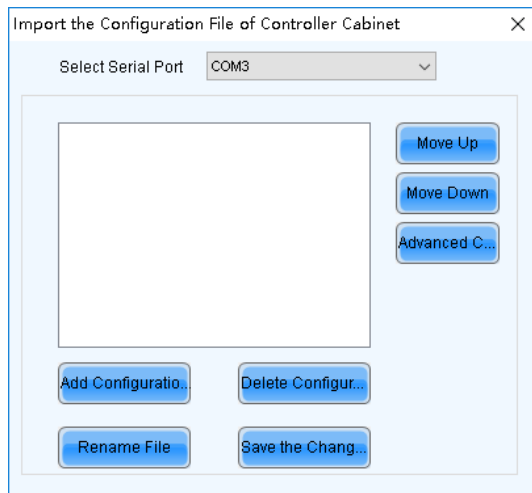 Import the Configuration File of Controller Cabinet
Select Serial Port COM3
Move Up
Move Down
Advanced C...
Add Configuratio...
Delete Configur...
Rename File
Save the Chang...